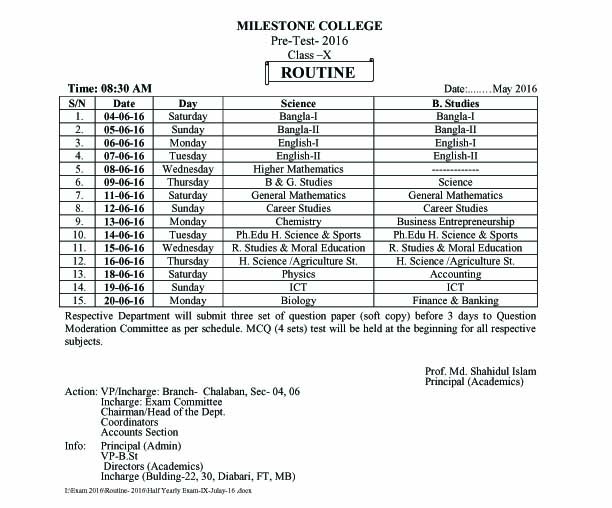 MILESTONE COLLEGE
Pre-Test- 2016
Class –X
ROUTINE
Time: 08:30 AM Date:........May 2016
S/N Date Day Science B. Studies
1. 04-06-16 Saturday Bangla-I Bangla-I
2. 05-06-16 Sunday Bangla-II Bangla-II
3. 06-06-16 Monday English-I English-I
4. 07-06-16 Tuesday English-II English-II
5. 08-06-16 Wednesday Higher Mathematics -------------
6. 09-06-16 Thursday B & G. Studies Science
7. 11-06-16 Saturday General Mathematics General Mathematics
8. 12-06-16 Sunday Career Studies Career Studies
9. 13-06-16 Monday Chemistry Business Entrepreneurship
10. 14-06-16 Tuesday Ph.Edu H. Science & Sports Ph.Edu H. Science & Sports
11. 15-06-16 Wednesday R. Studies & Moral Education R. Studies & Moral Education
12. 16-06-16 Thursday H. Science /Agriculture St. H. Science /Agriculture St.
13. 18-06-16 Saturday Physics Accounting
14. 19-06-16 Sunday ICT ICT
15. 20-06-16 Monday Biology Finance & Banking
Respective Department will submit three set of question paper (soft copy) before 3 days to Question
Moderation Committee as per schedule. MCQ (4 sets) test will be held at the beginning for all respective
subjects.
Prof. Md. Shahidul Islam
Principal (Academics)
Action: VP/Incharge: Branch- Chalaban, Sec- 04, 06
Incharge: Exam Committee
Chairman/Head of the Dept.
Coordinators
Accounts Section
Info: Principal (Admin)
VP-B.St
Directors (Academics)
Incharge (Bulding-22, 30, Diabari, FT, MB)
I:\Exam 2016\Routine- 2016\Half Yearly Exam-IX-Julay-16 .docx